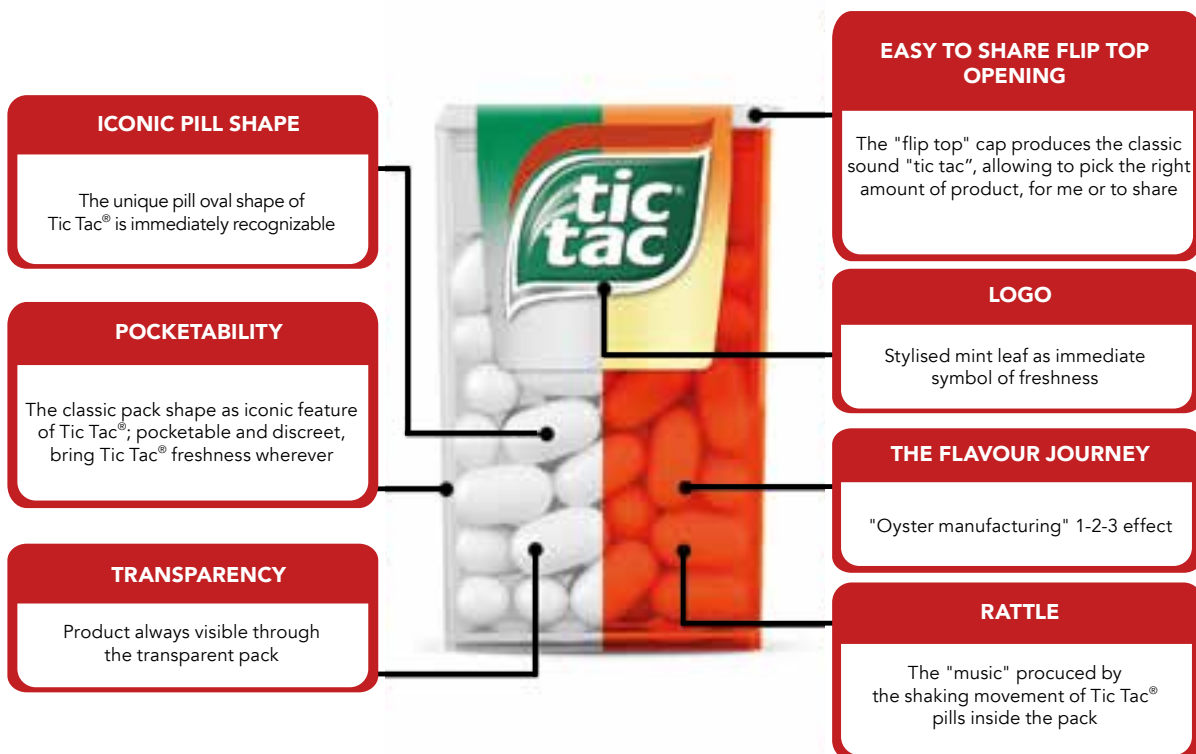 ICONIC PILL SHAPE
The unique pill oval shape of
Tic Tac® is immediately recognizable
POCKETABILITY
The classic pack shape as iconic feature
of Tic Tac®; pocketable and discreet,
bring Tic Tac® freshness wherever
TRANSPARENCY
Product always visible through
the transparent pack
tic®
tac
EASY TO SHARE FLIP TOP
OPENING
The "flip top" cap produces the classic
sound "tic tac”, allowing to pick the right
amount of product, for me or to share
LOGO
Stylised mint leaf as immediate
symbol of freshness
THE FLAVOUR JOURNEY
"Oyster manufacturing" 1-2-3 effect
RATTLE
The "music" procuced by
the shaking movement of Tic Tac®
pills inside the pack